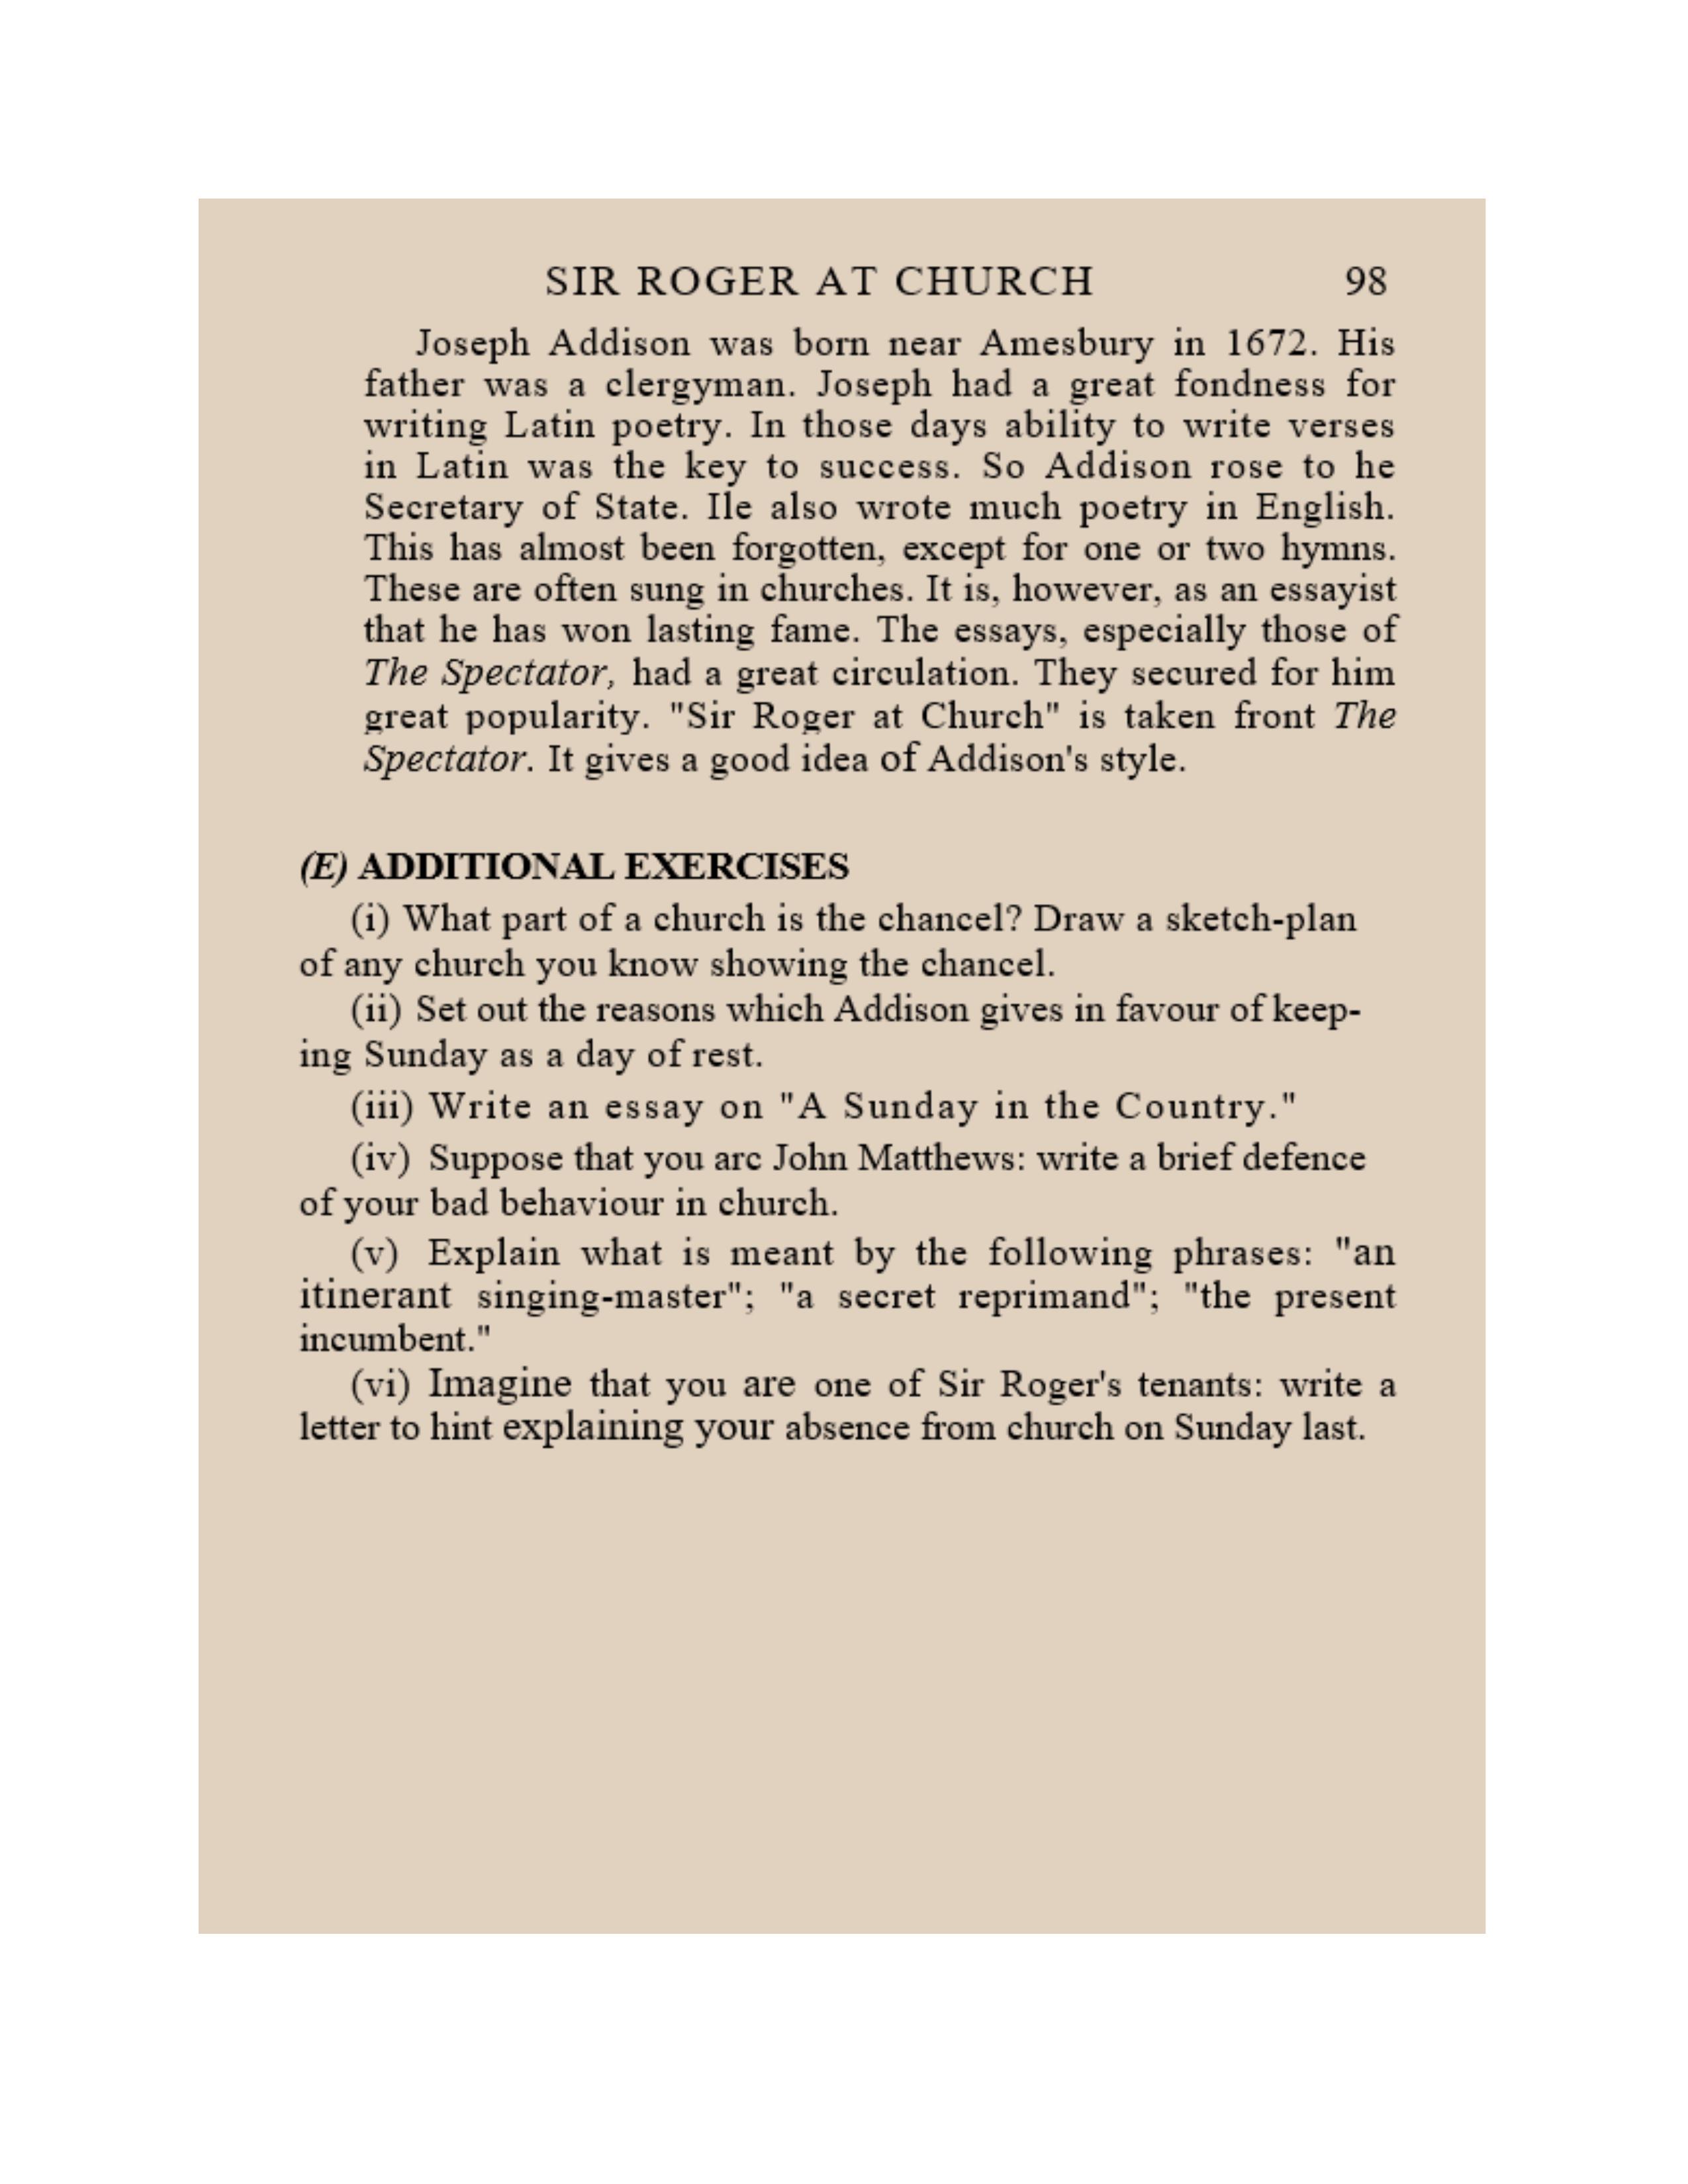 SIR ROGER AT CHURCH 98
Joseph Addison was born near Amesbury in 1672. His
father was a clergyman. Joseph had a great fondness for
writing Latin poetry. In those days ability to write verses
in Latin was the key to success. So Addison rose to he
Secretary of State. Ile also wrote much poetry in English.
This has almost been forgotten, except for one or two hymns.
These are often sung in churches. It is, however, as an essayist
that he has won lasting fame. The essays, especially those of
The Spectator, had a great circulation. They secured for him
great popularity. "Sir Roger at Church" is taken front The
Spectator. It gives a good idea of Addison's style.
(E) ADDITIONAL EXERCISES
(i) What part of a church is the chancel? Draw a sketch-plan
of any church you know showing the chancel.
(ii) Set out the reasons which Addison gives in favour of keep-
ing Sunday as a day of rest.
(iii) Write an essay on "A Sunday in the Country."
(iv) Suppose that you arc John Matthews: write a brief defence
of your bad behaviour in church.
(v) Explain what is meant by the following phrases: "an
itinerant singing-master"; "a secret reprimand"; "the present
incumbent."
(vi) Imagine that you are one of Sir Roger's tenants: write a
letter to hint explaining your absence from church on Sunday last.